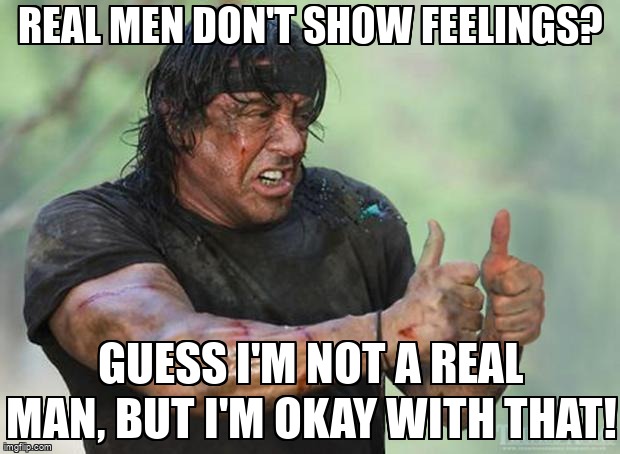 REAL MEN DON'T SHOW FEELINGS?
GUESS I'M NOT A REAL
MAN, BUT I'M OKAY WITH THAT!
imgflip.com